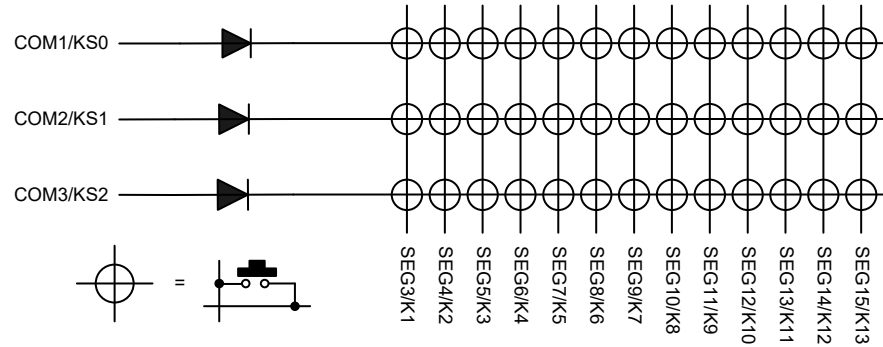 COM1/KS0
COM2/KS1
COM3/KS2
=
SEG3/K1
SEG4/K2
SEG5/K3
SEG6/K4
SEG7/K5
SEG8/K6
SEG9/K7
SEG10/K8
SEG11/K9
SEG12/K10
SEG13/K11
SEG14/K12
SEG15/K13